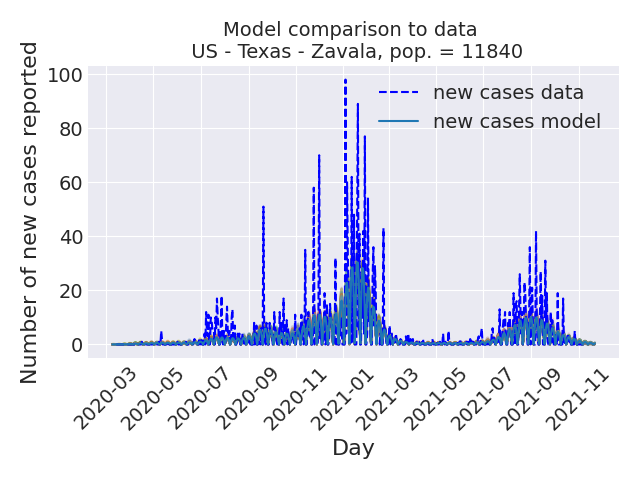 Model comparison to data
US - Texas - Zavala, pop. = 11840
Number of new cases reported
100
80
60
40
20
0
new cases data
new cases model
2020-03
2020-05
2020-07
2020-09
2020-11
2021-01
2021-03
2021-05
2021-07
2021-09
2021-11
Day